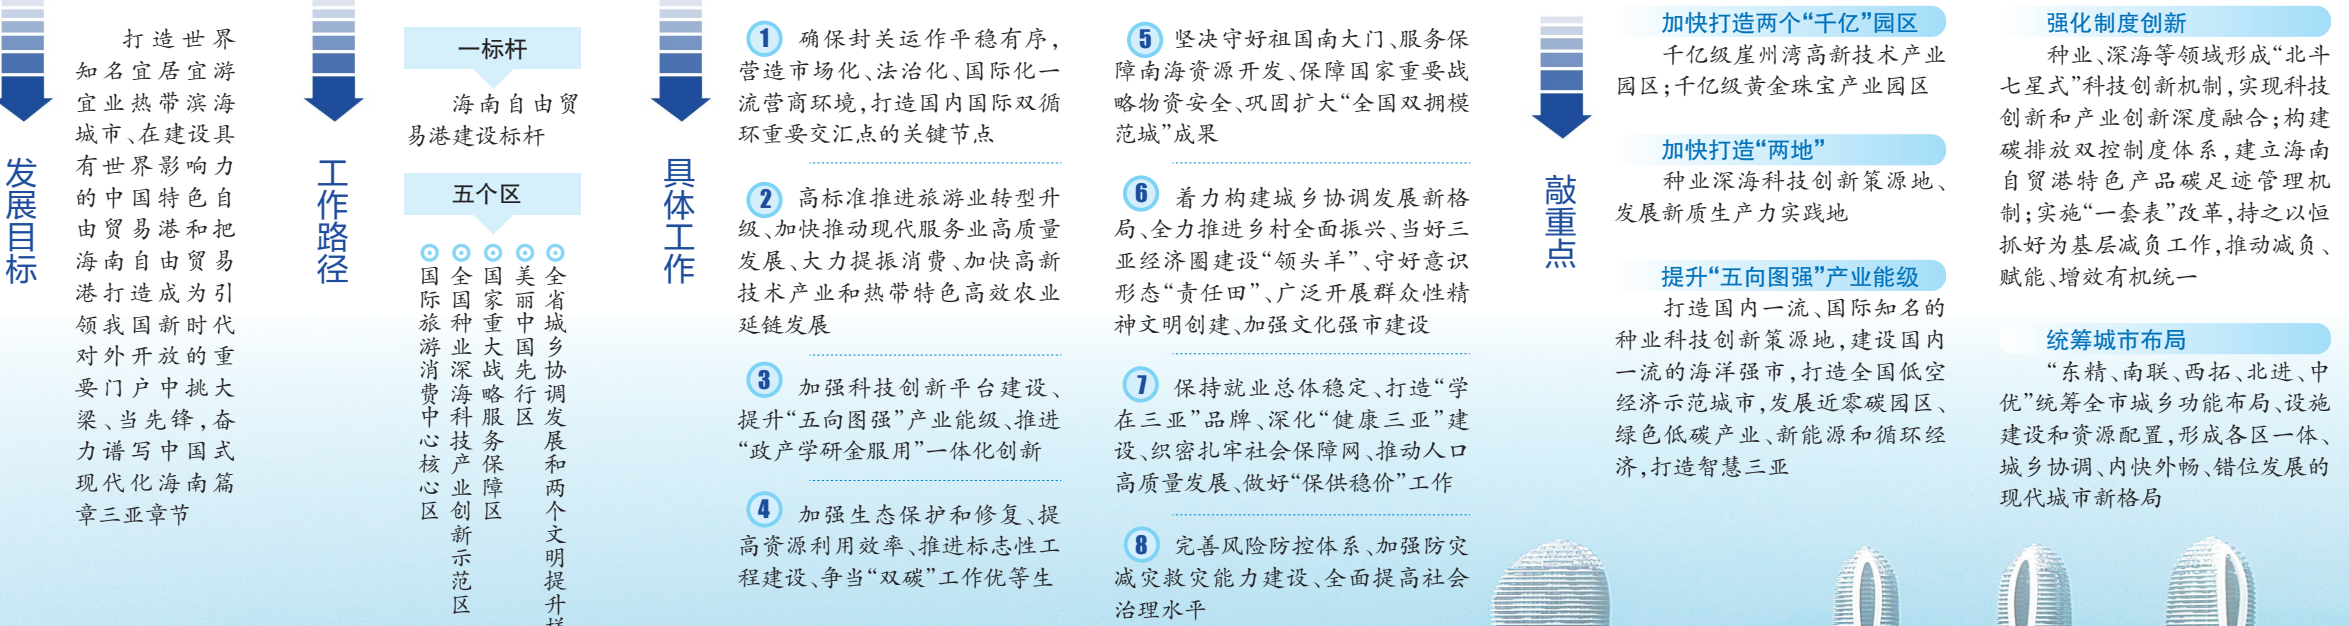 发展目标
打造世界
知名宜居宜游
宜业热带滨海
城市、在建设具
有世界影响力
的中国特色自
由贸易港和把
海南自由贸易
港打造成为引
领我国新时代
对外开放的重
要门户中挑大
梁、当先锋,奋
力谱写中国式
现代化海南篇
章三亚章节
工作路径
一标杆
海南自由贸
易港建设标杆
五个区
国际旅游消费中心核心区
全国种业深海科技产业创新示范区
国家重大战略服务保障区
美丽中国先行区
全省城乡协调发展和两个文明提升样
具体工作
1 确保封关运作平稳有序,
营造市场化、法治化、国际化一
流营商环境,打造国内国际双循
环重要交汇点的关键节点
2 高标准推进旅游业转型升
级、加快推动现代服务业高质量
发展、大力提振消费、加快高新
技术产业和热带特色高效农业
延链发展
3 加强科技创新平台建设、
提升“五向图强”产业能级、推进
“政产学研金服用”一体化创新
4 加强生态保护和修复、提
高资源利用效率、推进标志性工
程建设、争当“双碳”工作优等生
5 坚决守好祖国南大门、服务保
障南海资源开发、保障国家重要战
略物资安全、巩固扩大“全国双拥模
范城”成果
6 着力构建城乡协调发展新格
局、全力推进乡村全面振兴、当好三
亚经济圈建设“领头羊”、守好意识
形态“责任田”、广泛开展群众性精
神文明创建、加强文化强市建设
7 保持就业总体稳定、打造“学
在三亚”品牌、深化“健康三亚”建
设、织密扎牢社会保障网、推动人口
高质量发展、做好“保供稳价”工作
8 完善风险防控体系、加强防灾
减灾救灾能力建设、全面提高社会
治理水平
敲重点
加快打造两个“千亿”园区
千亿级崖州湾高新技术产业
园区;千亿级黄金珠宝产业园区
加快打造“两地”
种业深海科技创新策源地、
发展新质生产力实践地
提升“五向图强”产业能级
打造国内一流、国际知名的
种业科技创新策源地,建设国内
一流的海洋强市,打造全国低空
经济示范城市,发展近零碳园区、
绿色低碳产业、新能源和循环经
济,打造智慧三亚
强化制度创新
种业、深海等领域形成“北斗
七星式”科技创新机制,实现科技
创新和产业创新深度融合;构建
碳排放双控制度体系,建立海南
自贸港特色产品碳足迹管理机
制;实施“一套表”改革,持之以恒
抓好为基层减负工作,推动减负、
赋能、增效有机统一
统筹城市布局
“东精、南联、西拓、北进、中
优”统筹全市城乡功能布局、设施
建设和资源配置,形成各区一体、
城乡协调、内快外畅、错位发展的
现代城市新格局